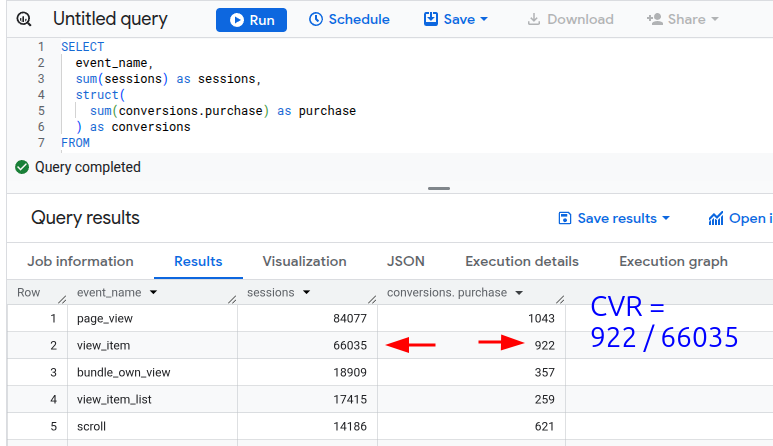 Untitled query Run Schedule Save Download Share
1 SELECT
2 event_name,
3 sum(sessions) as sessions,
4 struct(
5 sum(conversions.purchase) as purchase
6 ) as conversions
7 FROM
Query completed
Query results Save results Open i
Job information Results Visualization JSON Execution details Execution graph
Row event_name sessions conversions. purchase
1 page_view 84077 1043
2 view_item 66035 922
3 bundle_own_view 18909 357
4 view_item_list 17415 259
5 scroll 14186 621
CVR =
922 / 66035